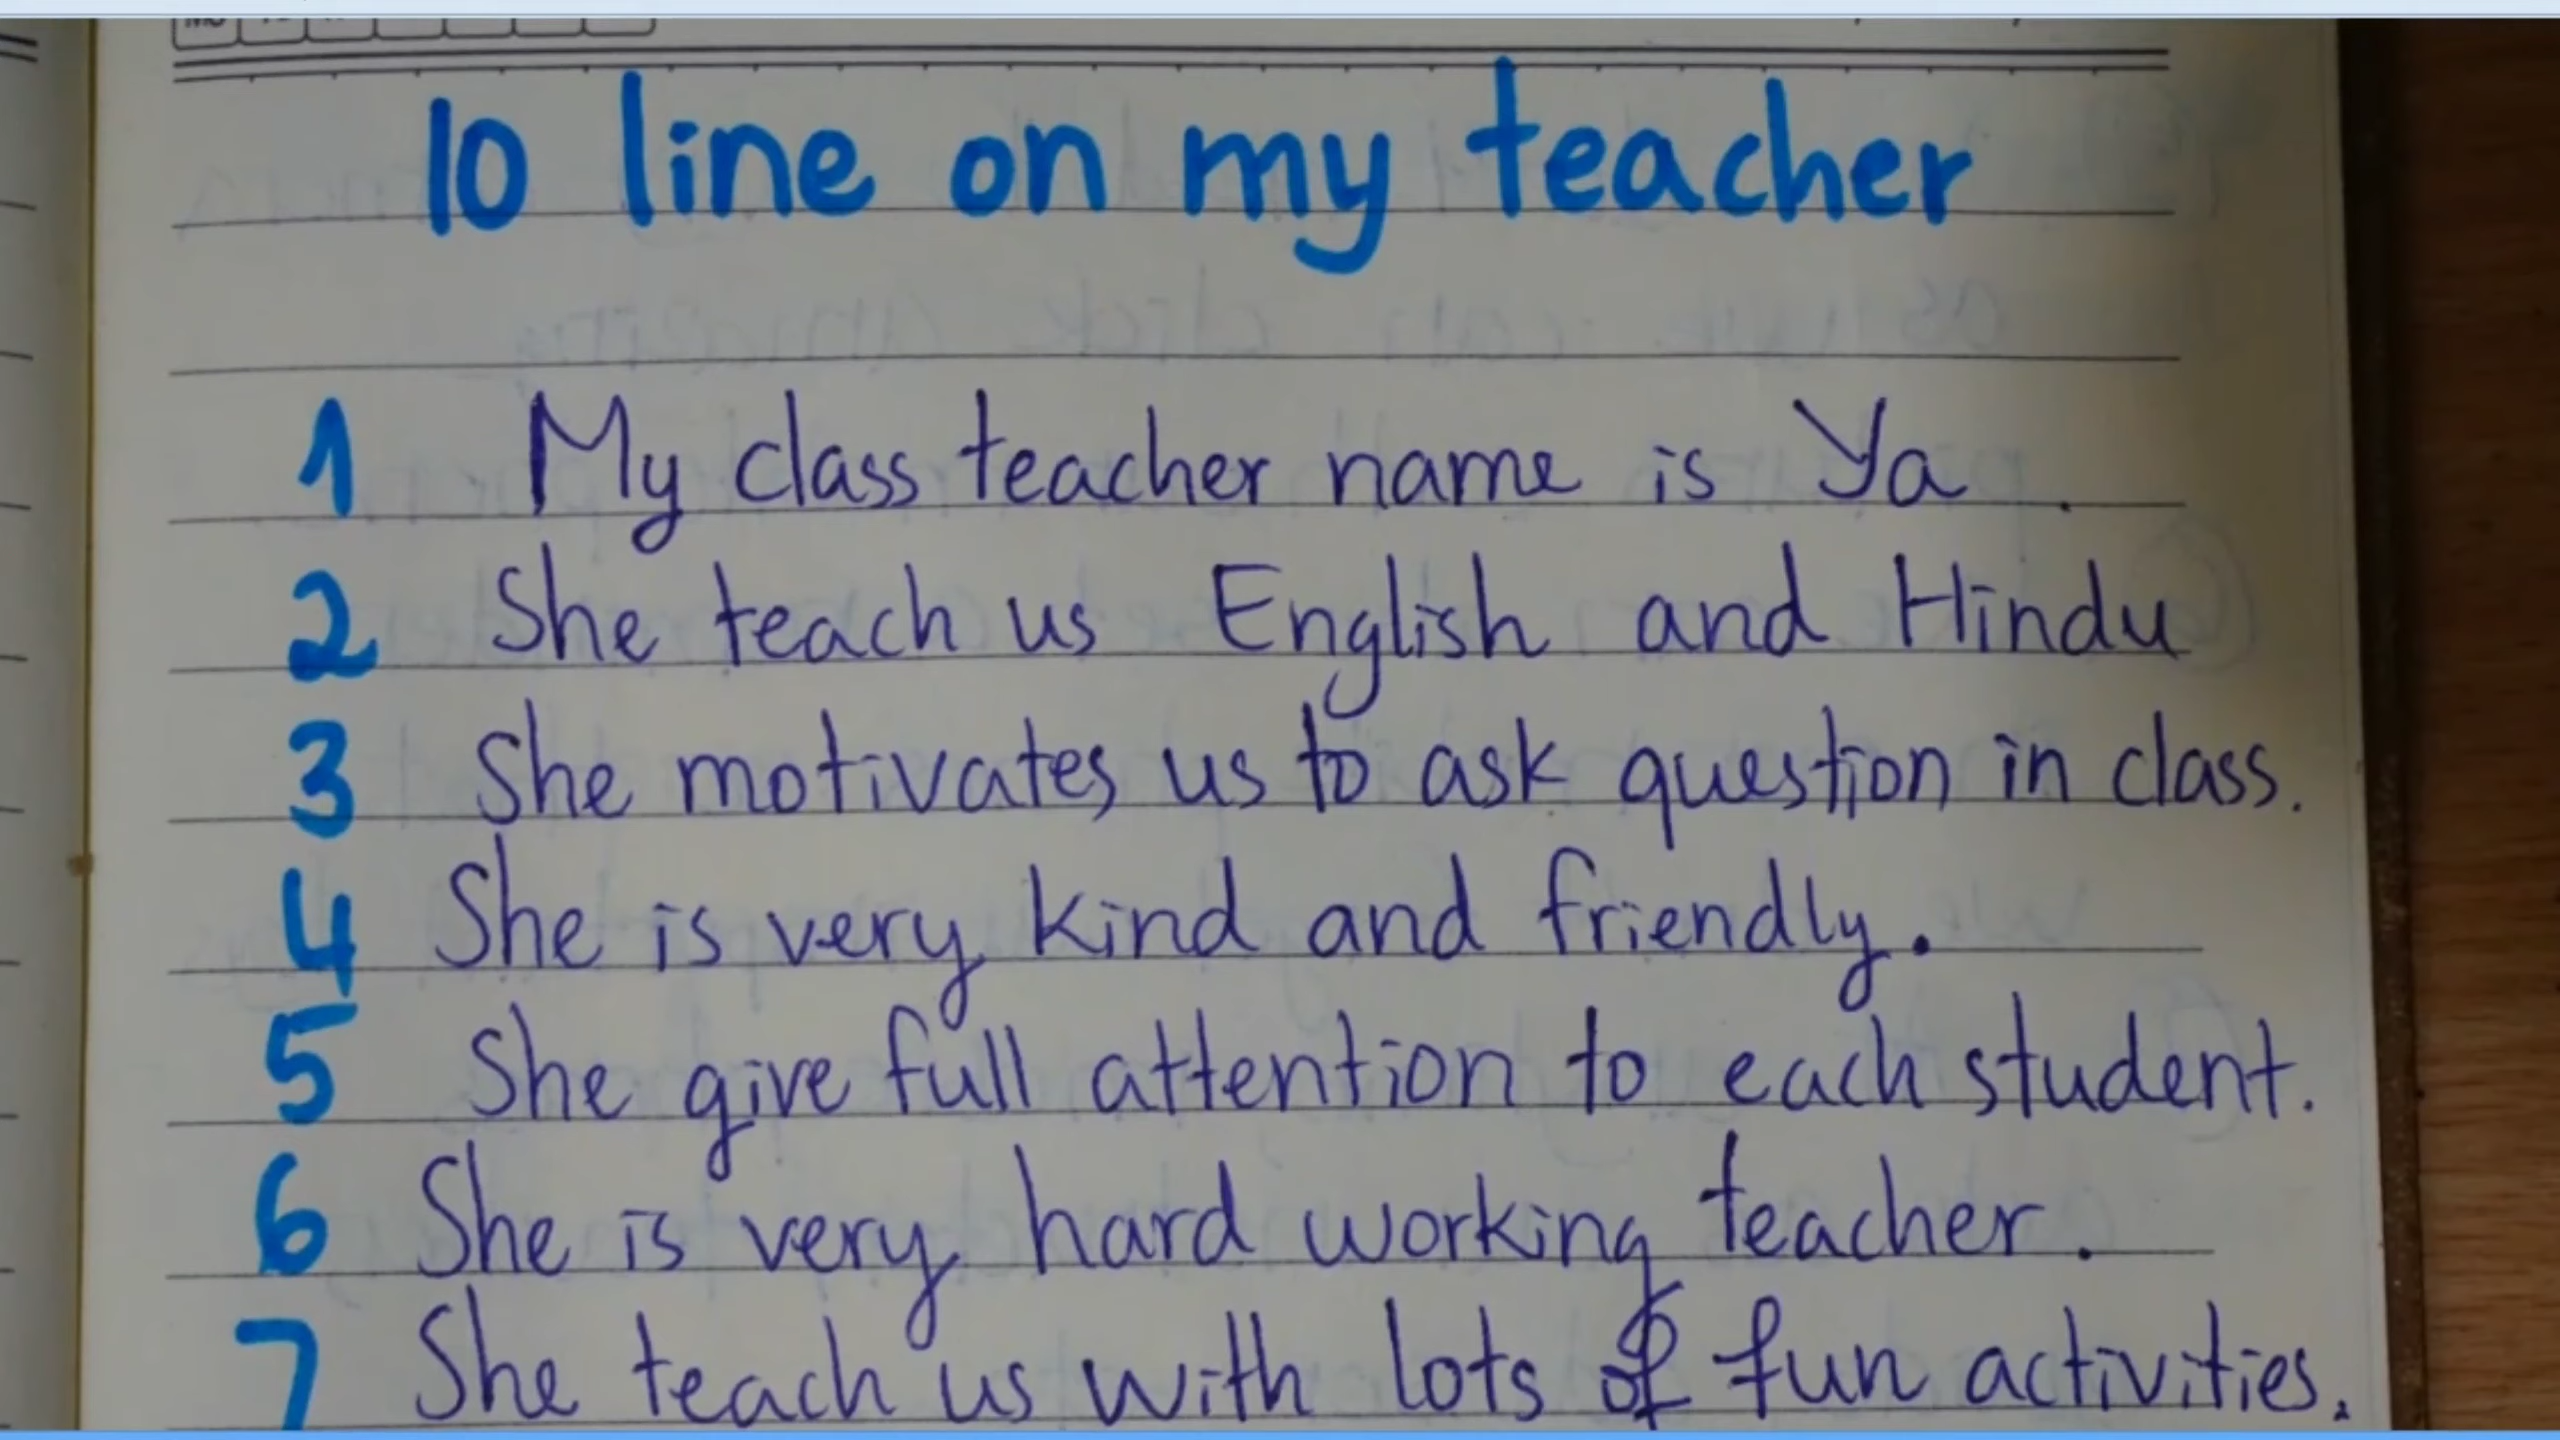 10 line on my teacher
1 My class teacher name is Ya .
2 She teach us English and Hindu
3 She motivates us to ask question in class.
4 She is very kind and friendly.
5 She give full attention to each student.
6 She is very hard working teacher.
7 She teach us with lots of fun activities.